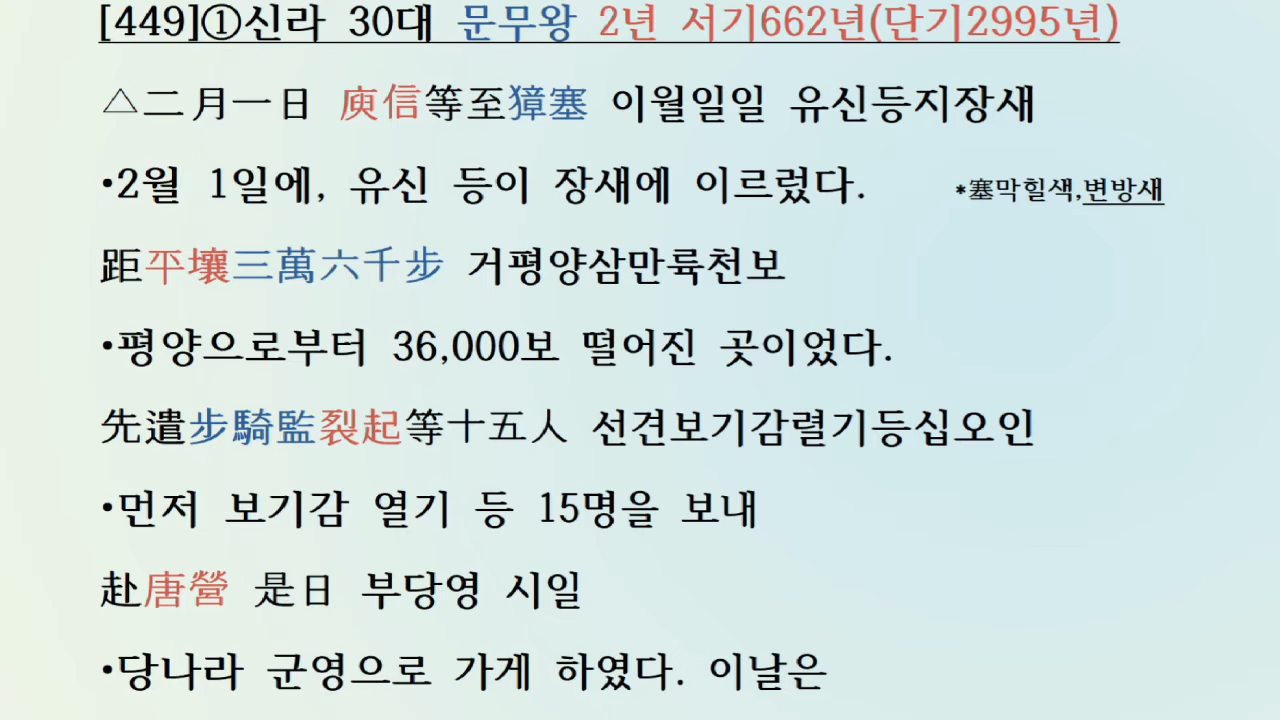 [449]①신라 30대 문무왕 2년 서기662년(단기2995년)
△二月一日 庾信等至獐塞 이월일일 유신등지장새
•2월 1일에, 유신 등이 장새에 이르렀다. *塞막힐색,변방새
距平壤三萬六千步 거평양삼만륙천보
•평양으로부터 36,000보 떨어진 곳이었다.
先遣步騎監裂起等十五人 선견보기감렬기등십오인
•먼저 보기감 열기 등 15명을 보내
赴唐營 是日 부당영 시일
•당나라 군영으로 가게 하였다. 이날은